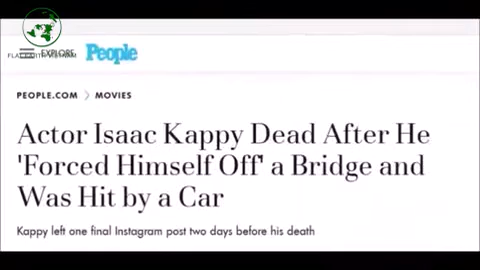 EXPLORE
People
PEOPLE.COM > MOVIES
Actor Isaac Kappy Dead After He
'Forced Himself Off' a Bridge and
Was Hit by a Car
Kappy left one final Instagram post two days before his death